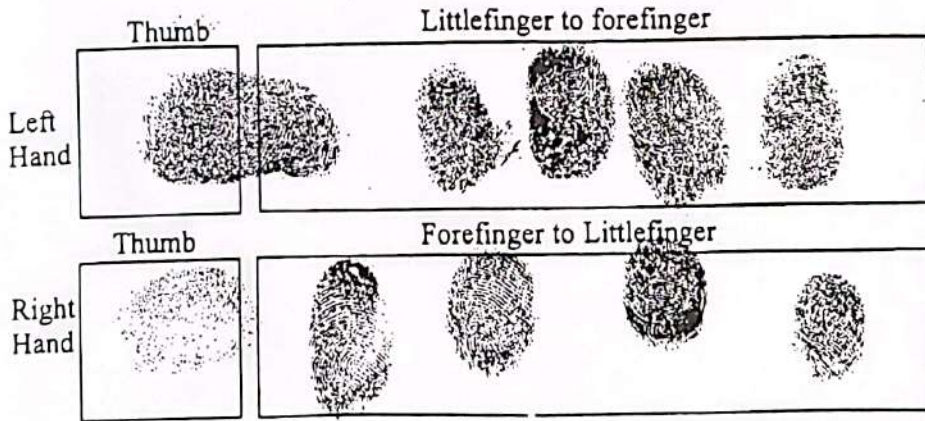 Thumb
Littlefinger to forefinger
Left
Hand
Thumb
Forefinger to Littlefinger
Right
Hand